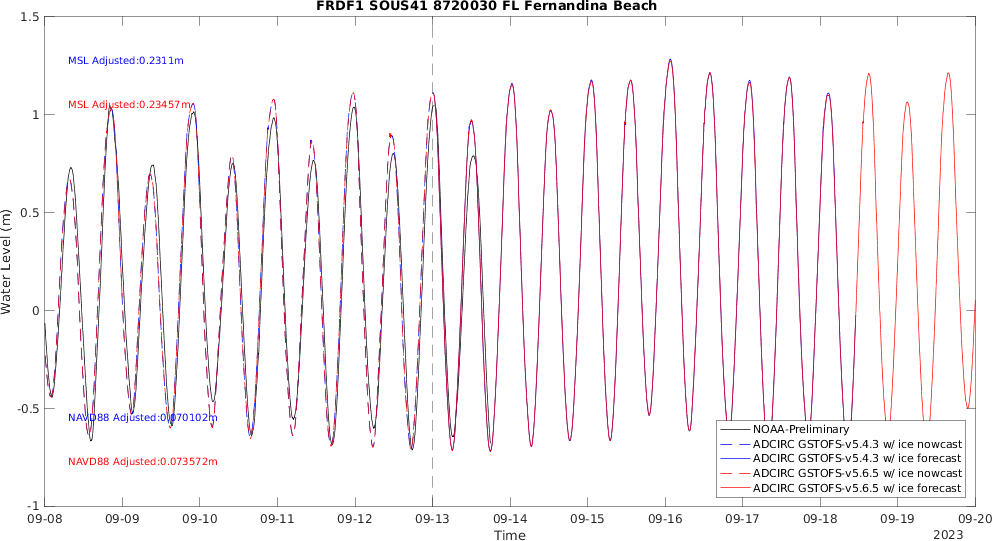 FRDF1 SOUS41 8720030 FL Fernandina Beach
1.5
1
0.5
0
-0.5
-1
Water Level (m)
MSL Adjusted:0.2311m
MSL Adjusted:0.23457m
NAVD88 Adjusted:0.070102m
NAVD88 Adjusted:0.073572m
NOAA-Preliminary
ADCIRC GSTOFS-v5.4.3 w/ ice nowcast
ADCIRC GSTOFS-v5.4.3 w/ ice forecast
ADCIRC GSTOFS-v5.6.5 w/ ice nowcast
ADCIRC GSTOFS-v5.6.5 w/ ice forecast
09-08 09-09 09-10 09-11 09-12 09-13 09-14 09-15 09-16 09-17 09-18 09-19 09-20
Time
2023